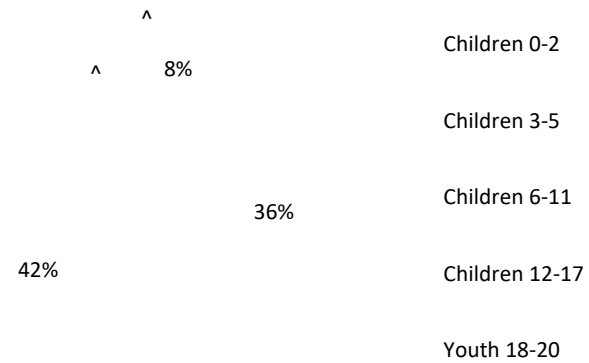 ^
Children 0-2
^ 8%
Children 3-5
Children 6-11
36%
42%
Children 12-17
Youth 18-20